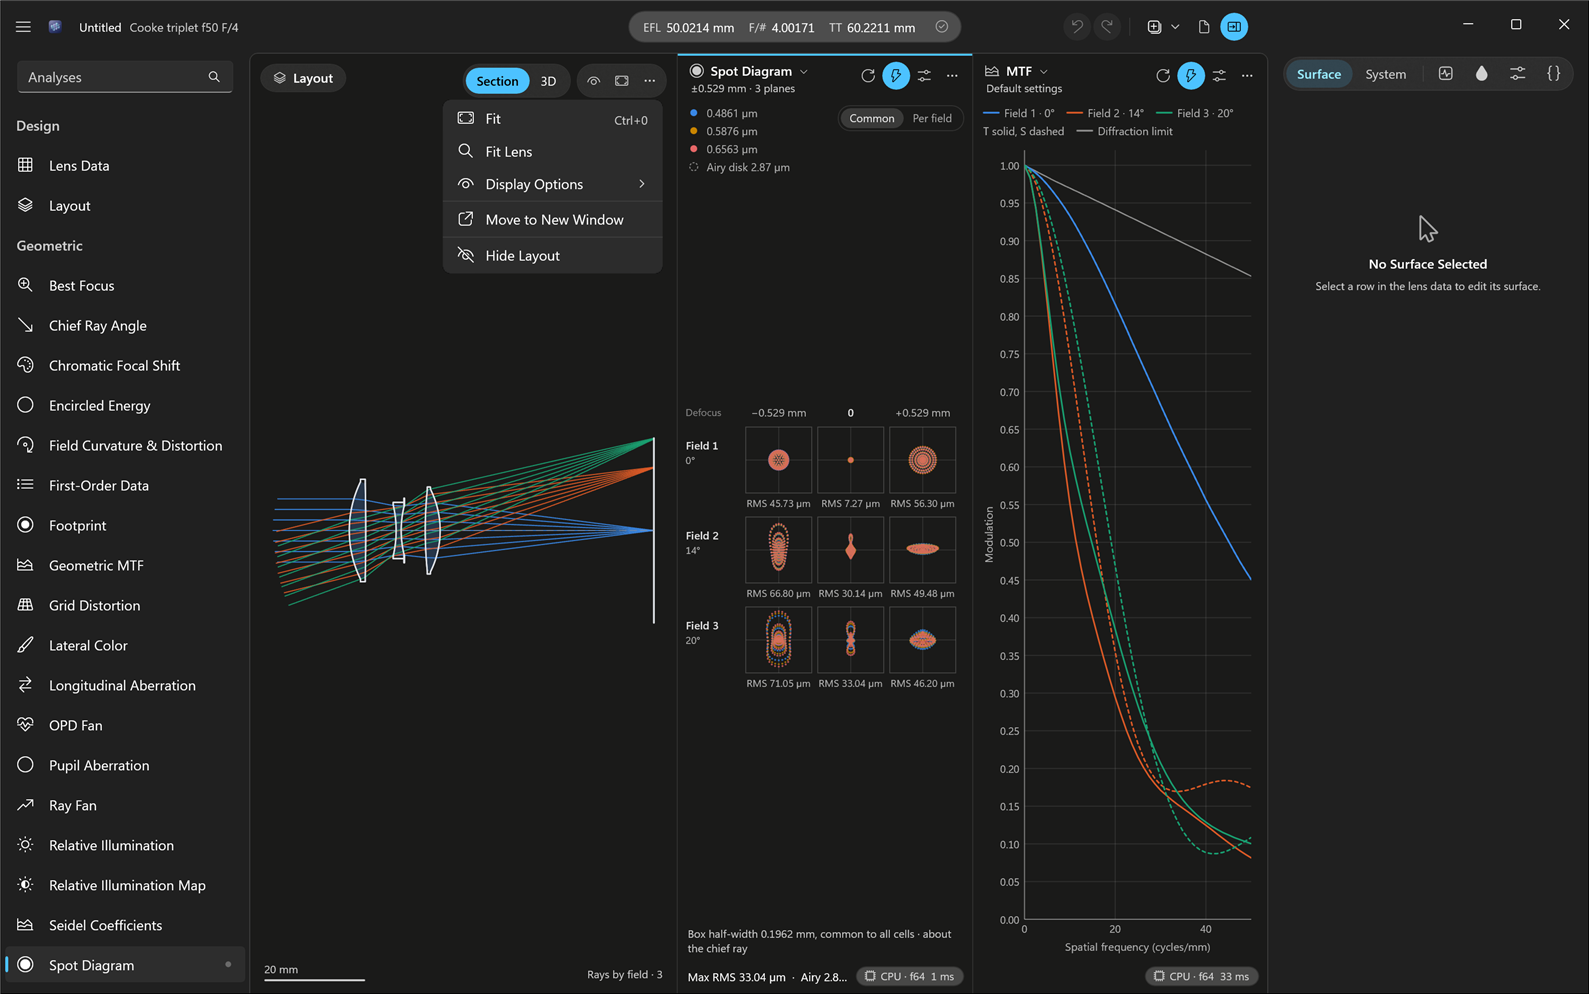 Untitled Cooke triplet f50 F/4
EFL 50.0214 mm F/# 4.00171 TT 60.2211 mm
Analyses
Design
Lens Data
Layout
Geometric
Best Focus
Chief Ray Angle
Chromatic Focal Shift
Encircled Energy
Field Curvature & Distortion
First-Order Data
Footprint
Geometric MTF
Grid Distortion
Lateral Color
Longitudinal Aberration
OPD Fan
Pupil Aberration
Ray Fan
Relative Illumination
Relative Illumination Map
Seidel Coefficients
Spot Diagram
Layout
Section 3D
Fit Ctrl+0
Fit Lens
Display Options
Move to New Window
Hide Layout
20 mm
Rays by field · 3
Spot Diagram
±0.529 mm · 3 planes
0.4861 µm
0.5876 µm
0.6563 µm
Airy disk 2.87 µm
Common Per field
Defocus −0.529 mm 0 +0.529 mm
Field 1
0°
RMS 45.73 µm RMS 7.27 µm RMS 56.30 µm
Field 2
14°
RMS 66.80 µm RMS 30.14 µm RMS 49.48 µm
Field 3
20°
RMS 71.05 µm RMS 33.04 µm RMS 46.20 µm
Box half-width 0.1962 mm, common to all cells · about
the chief ray
Max RMS 33.04 µm · Airy 2.8...
CPU · f64 1 ms
MTF
Default settings
Field 1 · 0° Field 2 · 14° Field 3 · 20°
T solid, S dashed Diffraction limit
1.00
0.95
0.90
0.85
0.80
0.75
0.70
0.65
0.60
0.55
0.50
0.45
0.40
0.35
0.30
0.25
0.20
0.15
0.10
0.05
0.00
Modulation
0 20 40
Spatial frequency (cycles/mm)
CPU · f64 33 ms
Surface System {}
No Surface Selected
Select a row in the lens data to edit its surface.